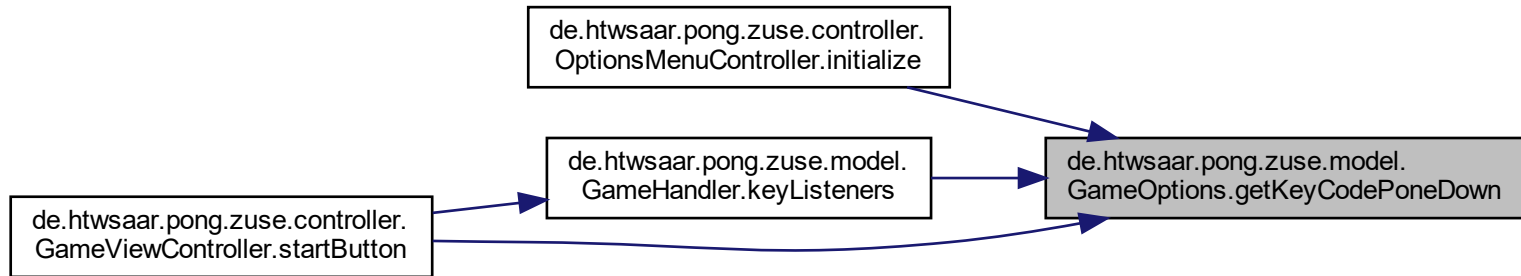 de.htwsaar.pong.zuse.controller.
OptionsMenuController.initialize
de.htwsaar.pong.zuse.model.
GameHandler.keyListeners
de.htwsaar.pong.zuse.model.
GameOptions.getKeyCodePoneDown
de.htwsaar.pong.zuse.controller.
GameViewController.startButton